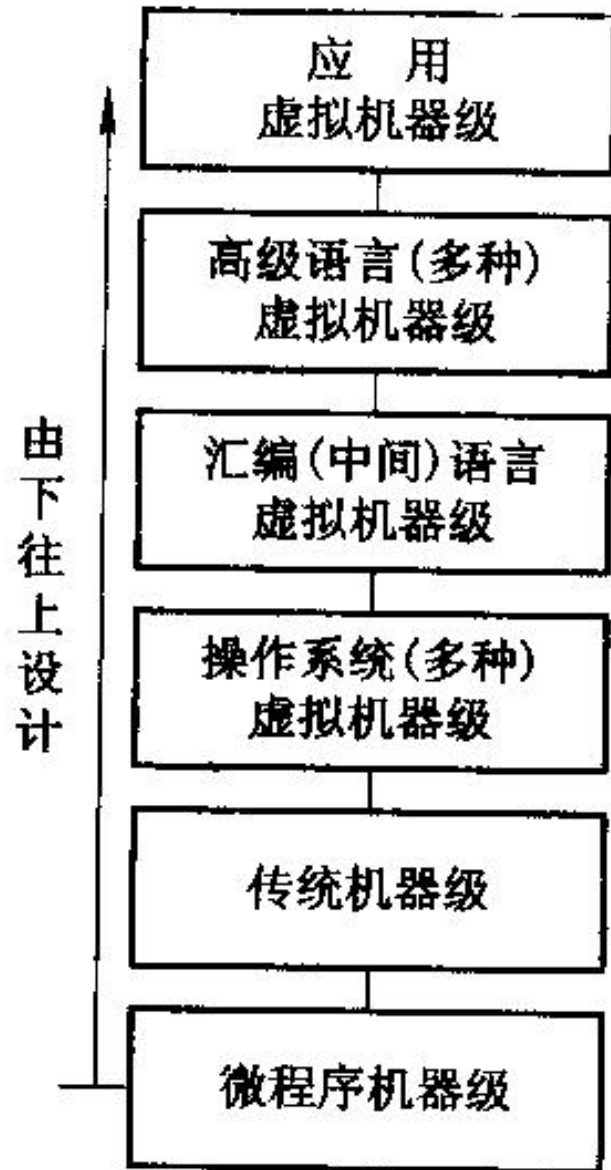 应 用
虚拟机器级
高级语言(多种)
虚拟机器级
汇编(中间)语言
虚拟机器级
操作系统(多种)
虚拟机器级
传统机器级
微程序机器级
由下往上设计